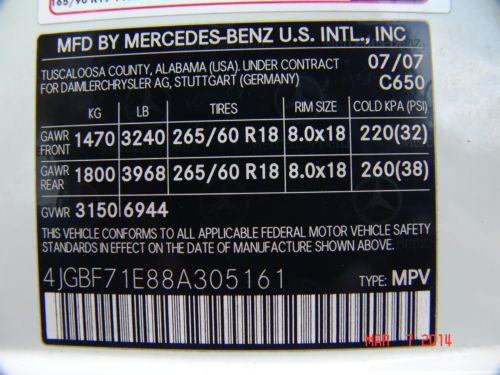 165/90 R19
MFD BY MERCEDES-BENZ U.S. INTL., INC
TUSCALOOSA COUNTY, ALABAMA (USA). UNDER CONTRACT 07/07
FOR DAIMLERCHRYSLER AG, STUTTGART (GERMANY) C650
KG LB TIRES RIM SIZE COLD KPA (PSI)
GAWR FRONT 1470 3240 265/60 R18 8.0x18 220(32)
GAWR REAR 1800 3968 265/60 R18 8.0x18 260(38)
GVWR 3150 6944
THIS VEHICLE CONFORMS TO ALL APPLICABLE FEDERAL MOTOR VEHICLE SAFETY
STANDARDS IN EFFECT ON THE DATE OF MANUFACTURE SHOWN ABOVE.
4JGBF71E88A305161 TYPE: MPV
MAR 7 2014